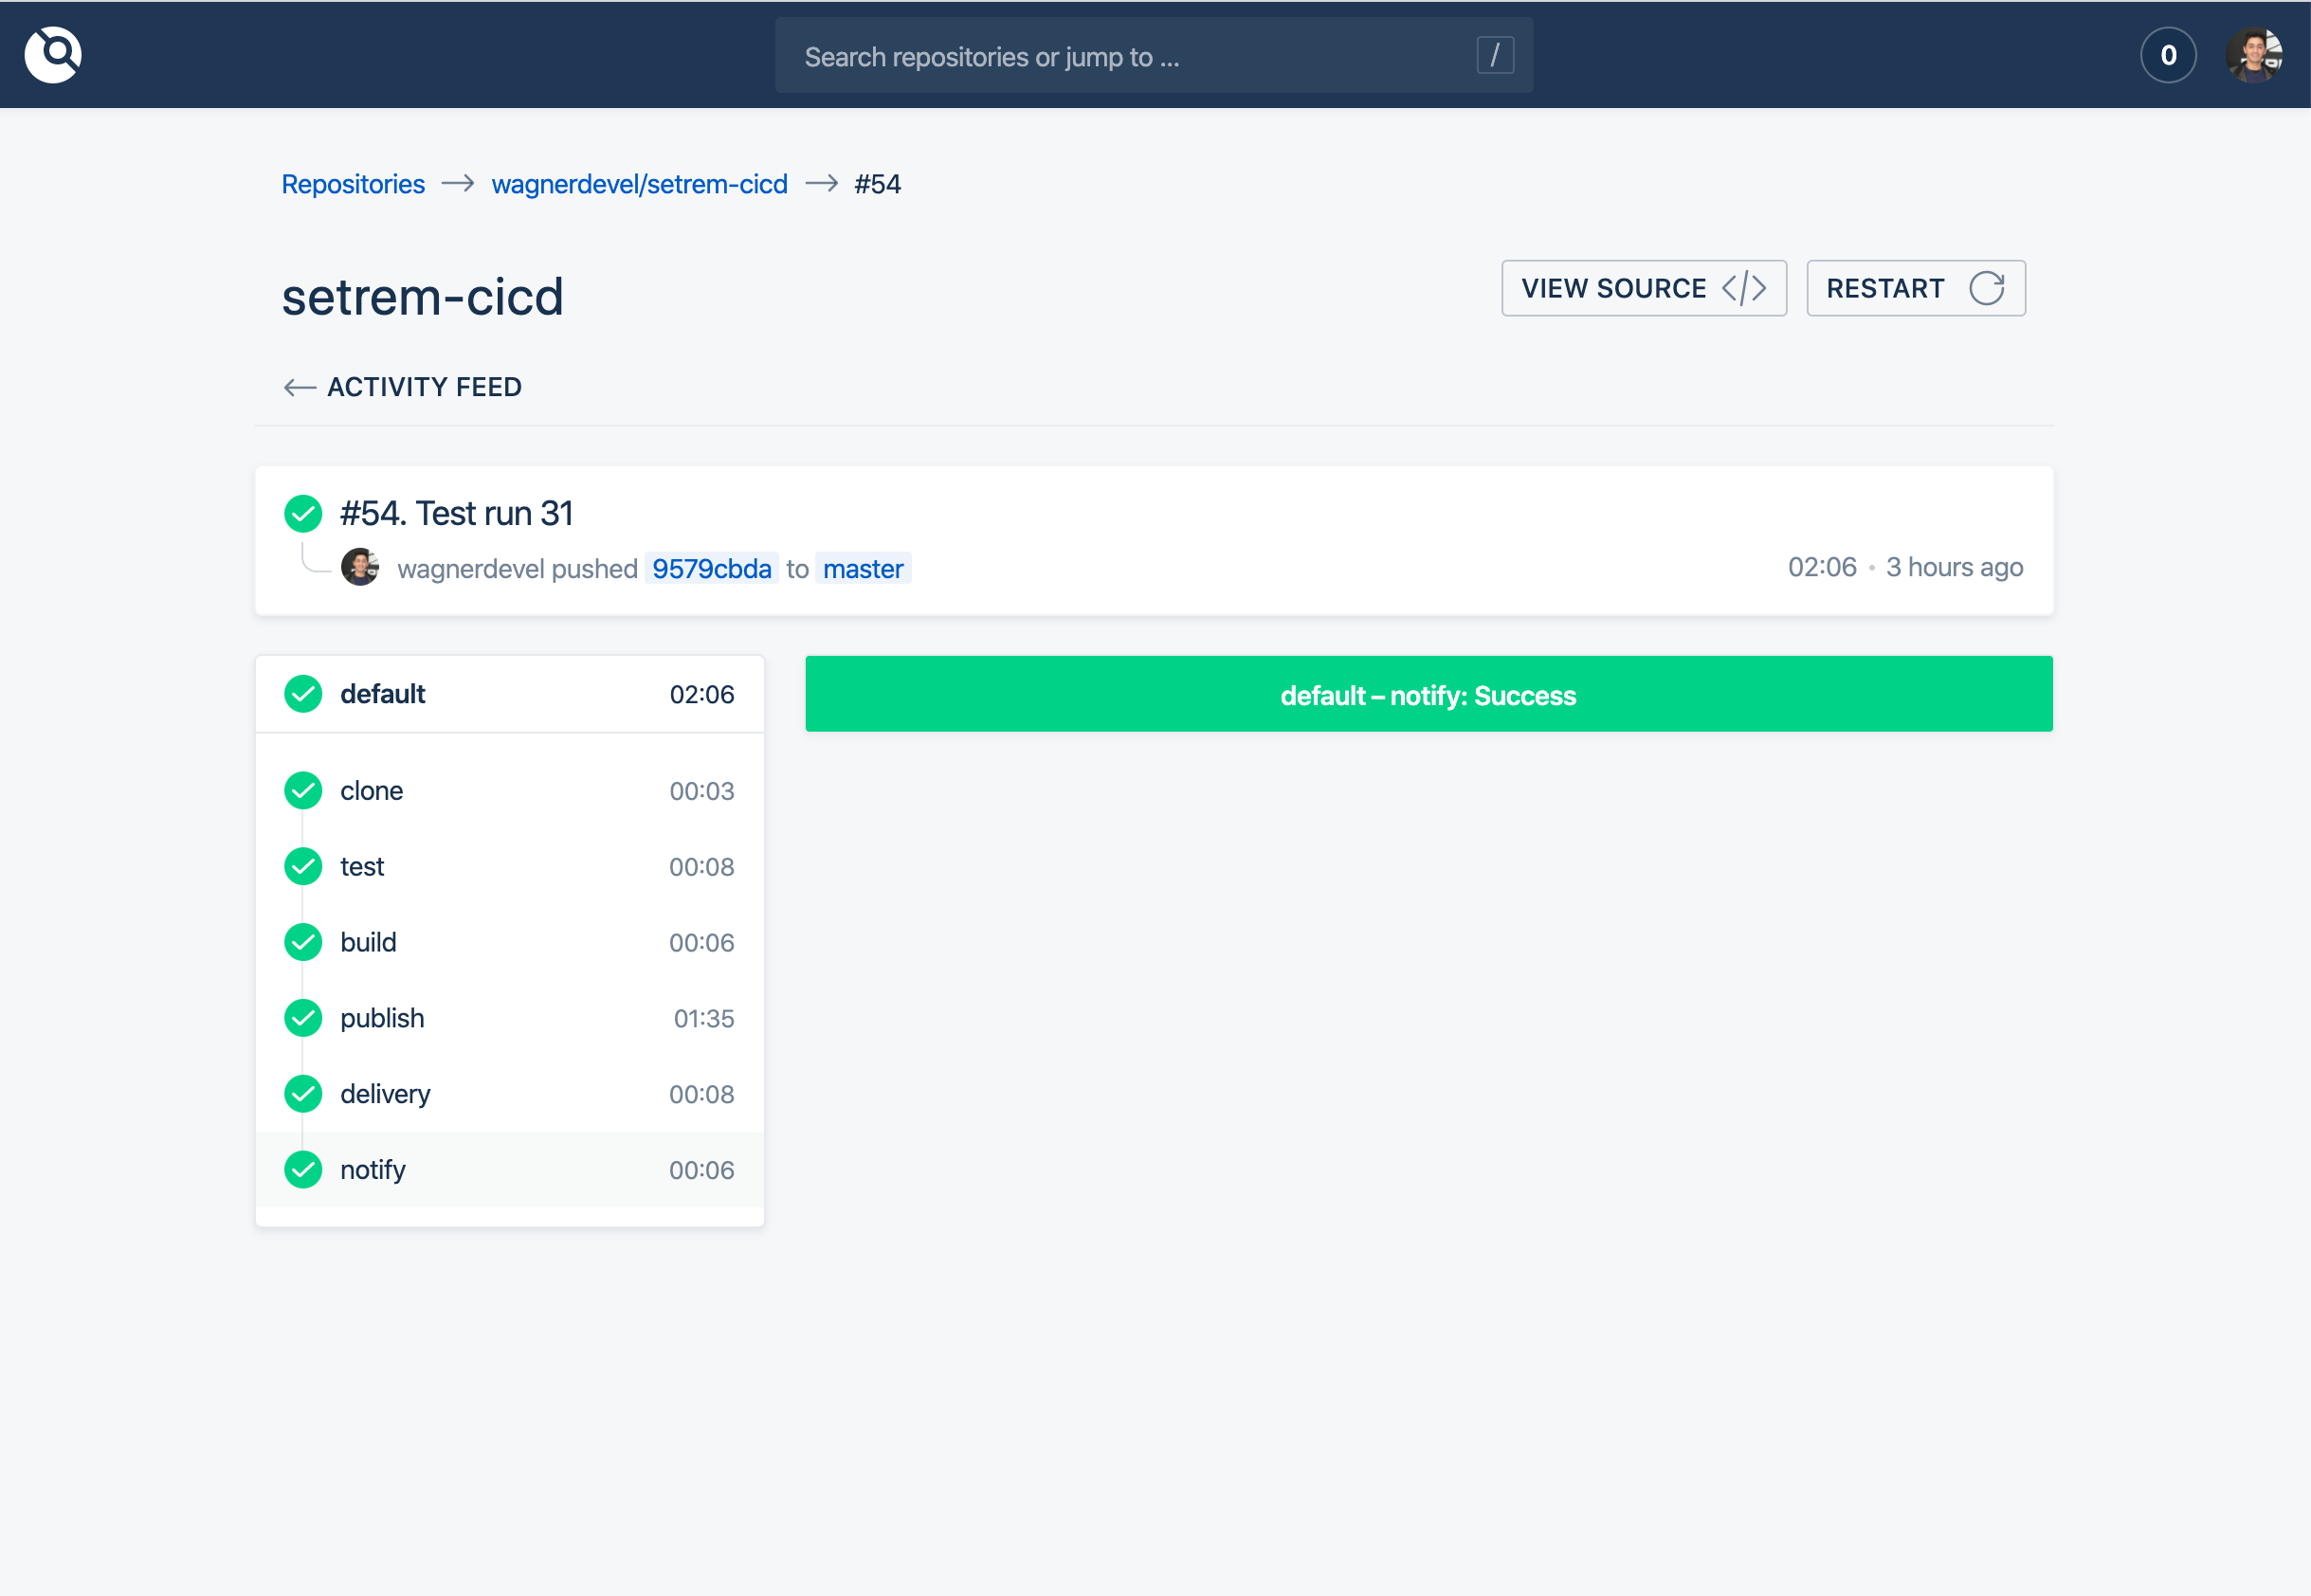 Search repositories or jump to ... /
0
Repositories → wagnerdevel/setrem-cicd → #54
setrem-cicd
VIEW SOURCE </>
RESTART
← ACTIVITY FEED
#54. Test run 31
wagnerdevel pushed 9579cbda to master
02:06 • 3 hours ago
default 02:06
clone 00:03
test 00:08
build 00:06
publish 01:35
delivery 00:08
notify 00:06
default – notify: Success